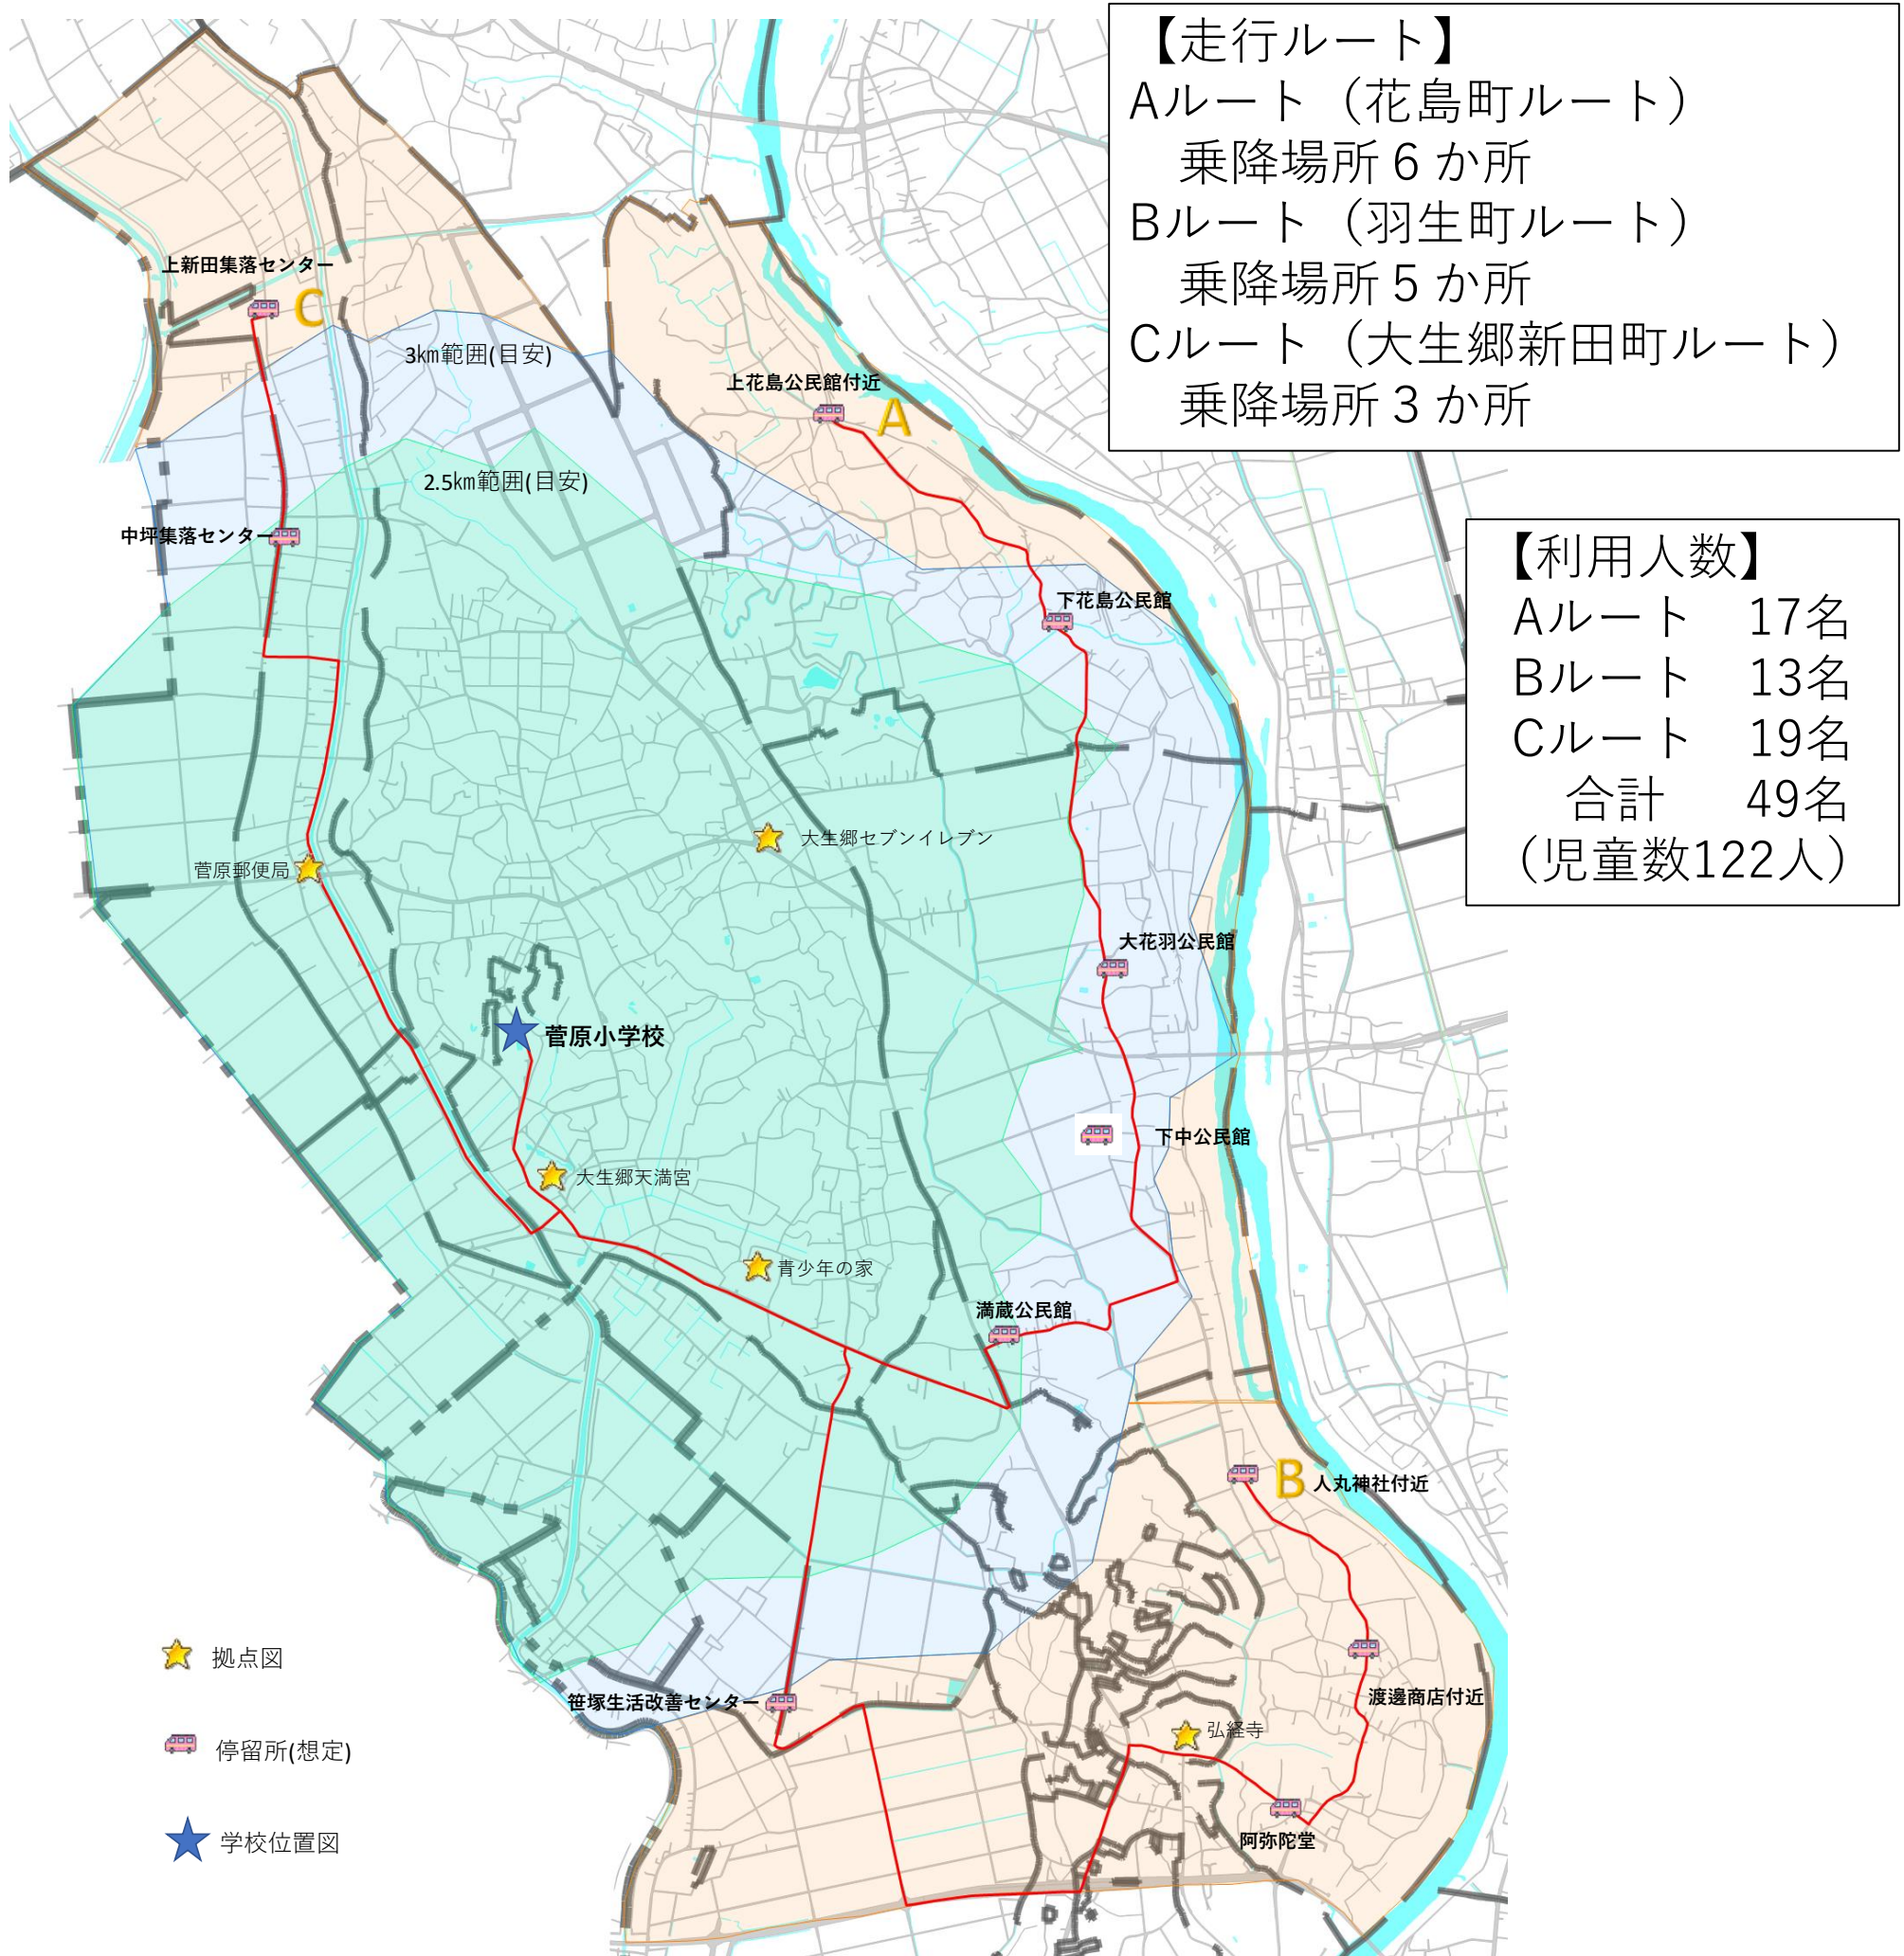 【走行ルート】
Aルート（花島町ルート）
乗降場所６か所
Bルート（羽生町ルート）
乗降場所５か所
Cルート（大生郷新田町ルート）
乗降場所３か所
上新田集落センター
C
3㎞範囲(目安)
上花島公民館付近
A
2.5㎞範囲(目安)
中坪集落センター
【利用人数】
Aルート　17名
Bルート　13名
Cルート　19名
合計　49名
（児童数122人）
下花島公民館
大生郷セブンイレブン
菅原郵便局
大花羽公民館
菅原小学校
下中公民館
大生郷天満宮
青少年の家
満蔵公民館
B
人丸神社付近
拠点図
笹塚生活改善センター
渡邊商店付近
弘経寺
停留所(想定)
学校位置図
阿弥陀堂